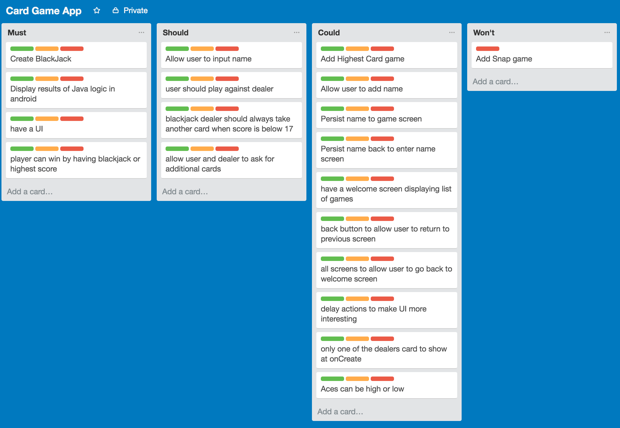 Card Game App
Private
Must
Create BlackJack
Display results of Java logic in
android
have a UI
player can win by having blackjack or
highest score
Add a card…
Should
Allow user to input name
user should play against dealer
blackjack dealer should always take
another card when score is below 17
allow user and dealer to ask for
additional cards
Add a card…
Could
Add Highest Card game
Allow user to add name
Persist name to game screen
Persist name back to enter name
screen
have a welcome screen displaying list
of games
back button to allow user to return to
previous screen
all screens to allow user to go back to
welcome screen
delay actions to make UI more
interesting
only one of the dealers card to show
at onCreate
Aces can be high or low
Add a card…
Won't
Add Snap game
Add a card…